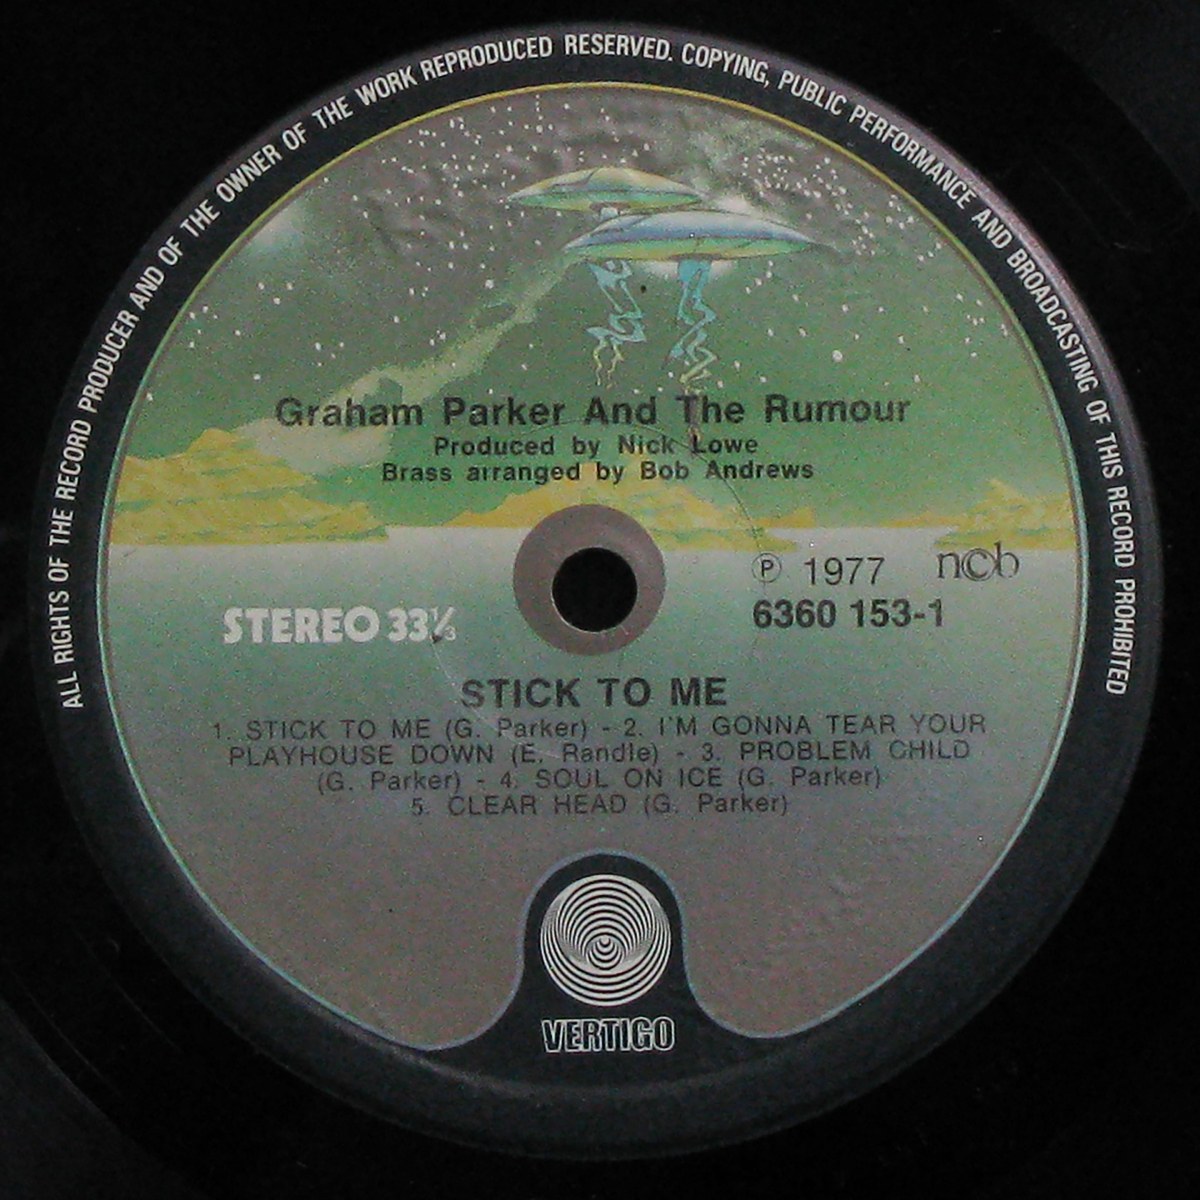 ALL RIGHTS OF THE RECORD PRODUCER AND OF THE OWNER OF THE WORK REPRODUCED RESERVED. COPYING, PUBLIC PERFORMANCE AND BROADCASTING OF THIS RECORD PROHIBITED
Graham Parker And The Rumour
Produced by Nick Lowe
Brass arranged by Bob Andrews
Ⓟ 1977 ncb
STEREO 33⅓
6360 153-1
STICK TO ME
1. STICK TO ME (G. Parker) - 2. I'M GONNA TEAR YOUR
PLAYHOUSE DOWN (E. Randle) - 3. PROBLEM CHILD
(G. Parker) - 4. SOUL ON ICE (G. Parker)
5. CLEAR HEAD (G. Parker)
VERTIGO